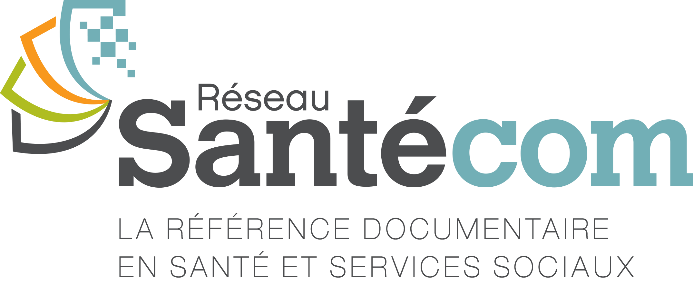 Réseau
Santécom
LA RÉFÉRENCE DOCUMENTAIRE
EN SANTÉ ET SERVICES SOCIAUX